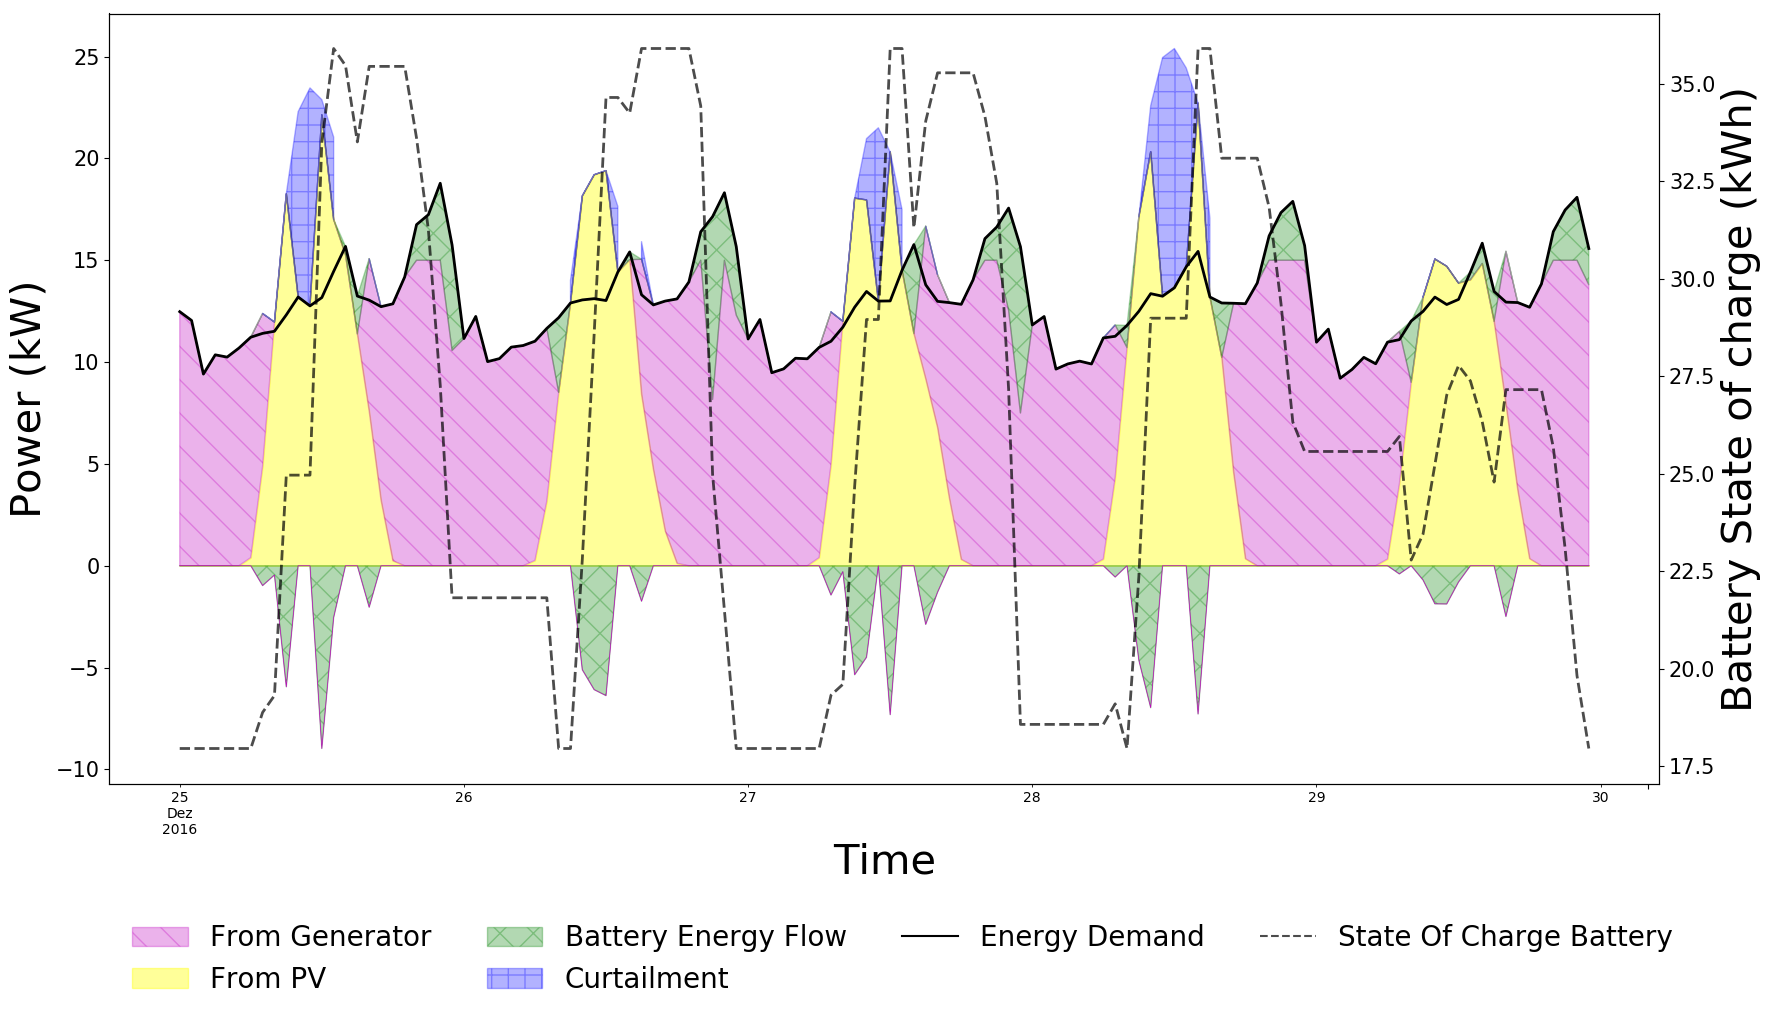 Power (kW)
25
20
15
10
5
0
−5
−10
35.0
32.5
30.0
27.5
25.0
22.5
20.0
17.5
Battery State of charge (kWh)
25
Dez
2016
26
27
28
29
30
Time
From Generator
From PV
Battery Energy Flow
Curtailment
Energy Demand
State Of Charge Battery